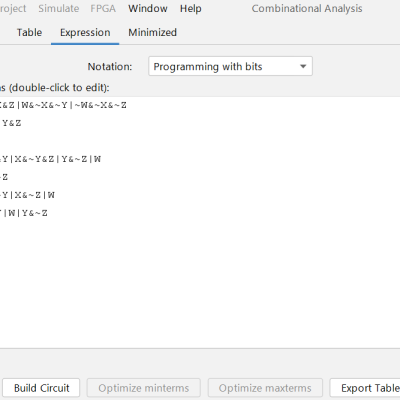 roject Simulate FPGA Window Help Combinational Analysis
Table Expression Minimized
Notation: Programming with bits
s (double-click to edit):
&Z|W&~X&~Y|~W&~X&~Z
Y&Z
Y|X&~Y&Z|Y&~Z|W
~Z
Y|X&~Z|W
|W|Y&~Z
Build Circuit Optimize minterms Optimize maxterms Export Table